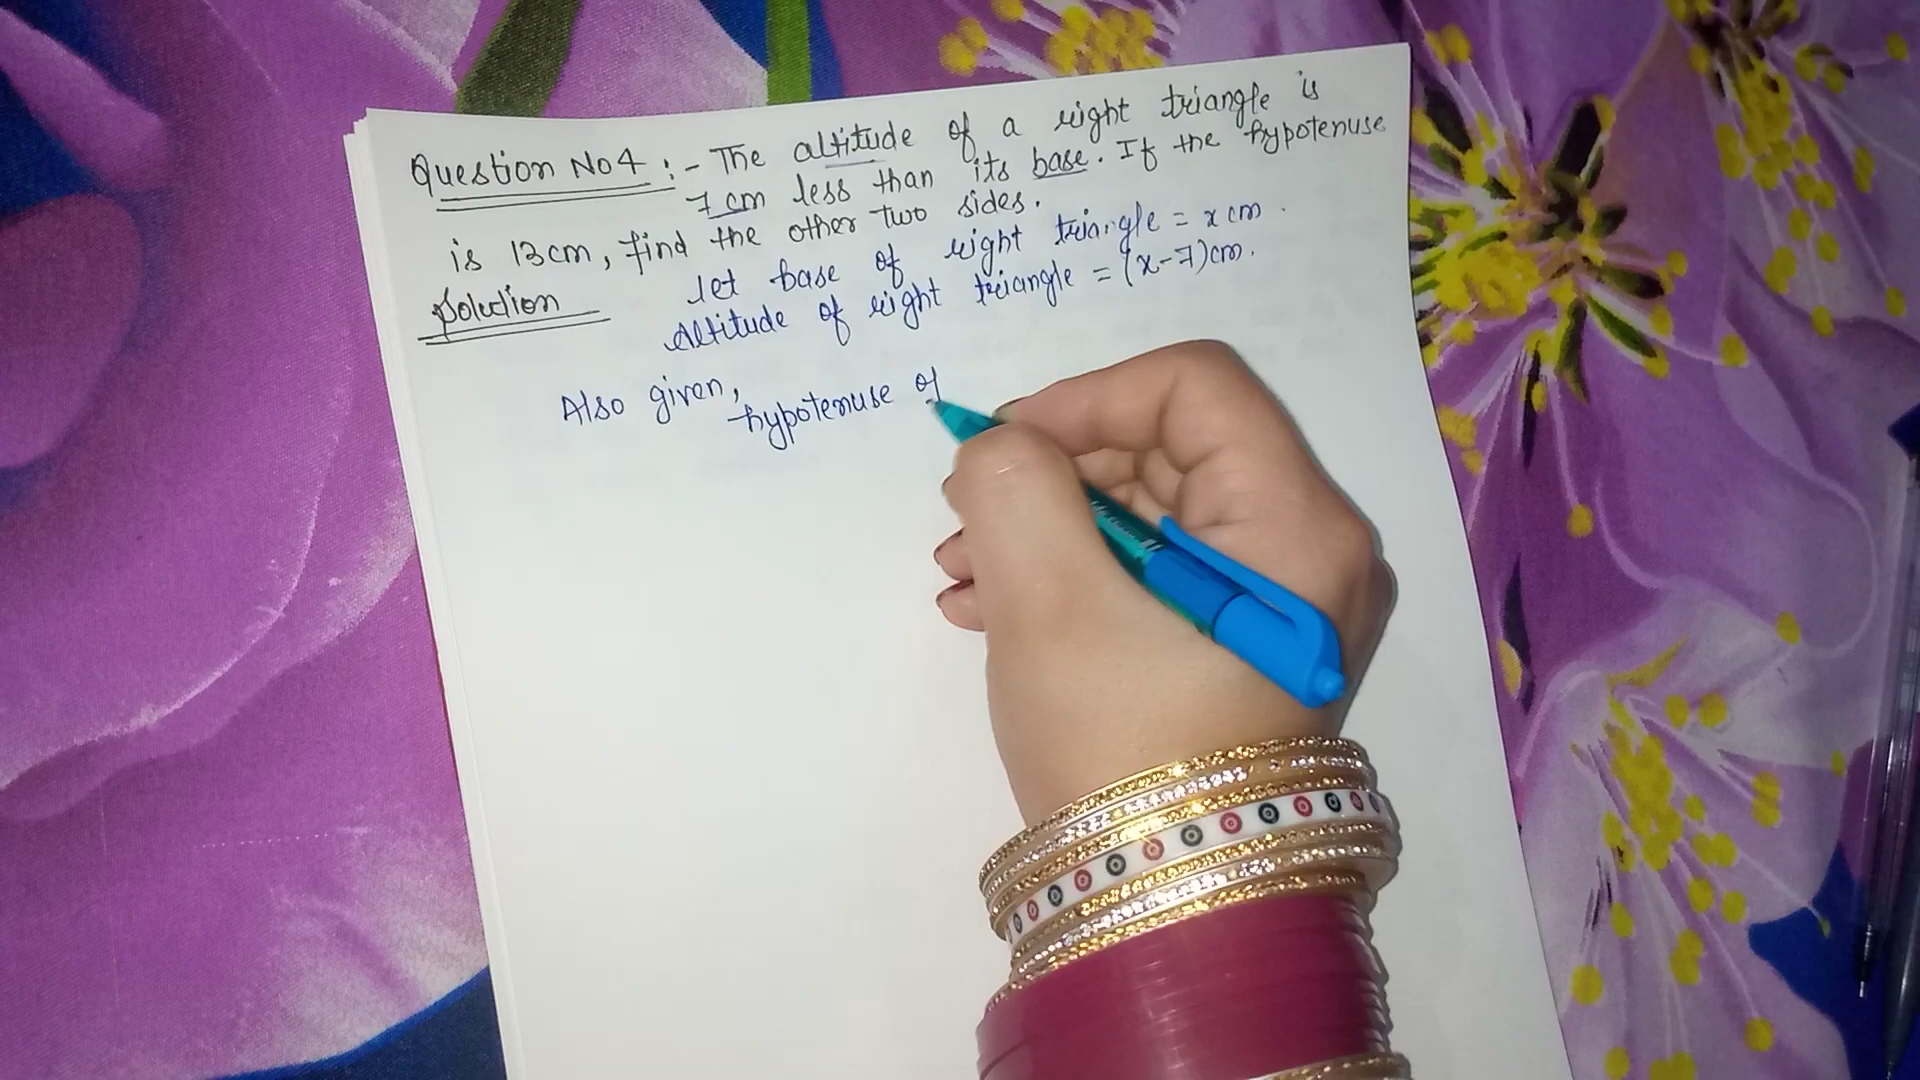 Question No 4 :- The altitude of a right triangle is
7 cm less than its base. If the hypotenuse
is 13cm, find the other two sides.
Solution
let base of right triangle = x cm.
Altitude of right triangle = (x-7)cm.
Also given,
hypotenuse of